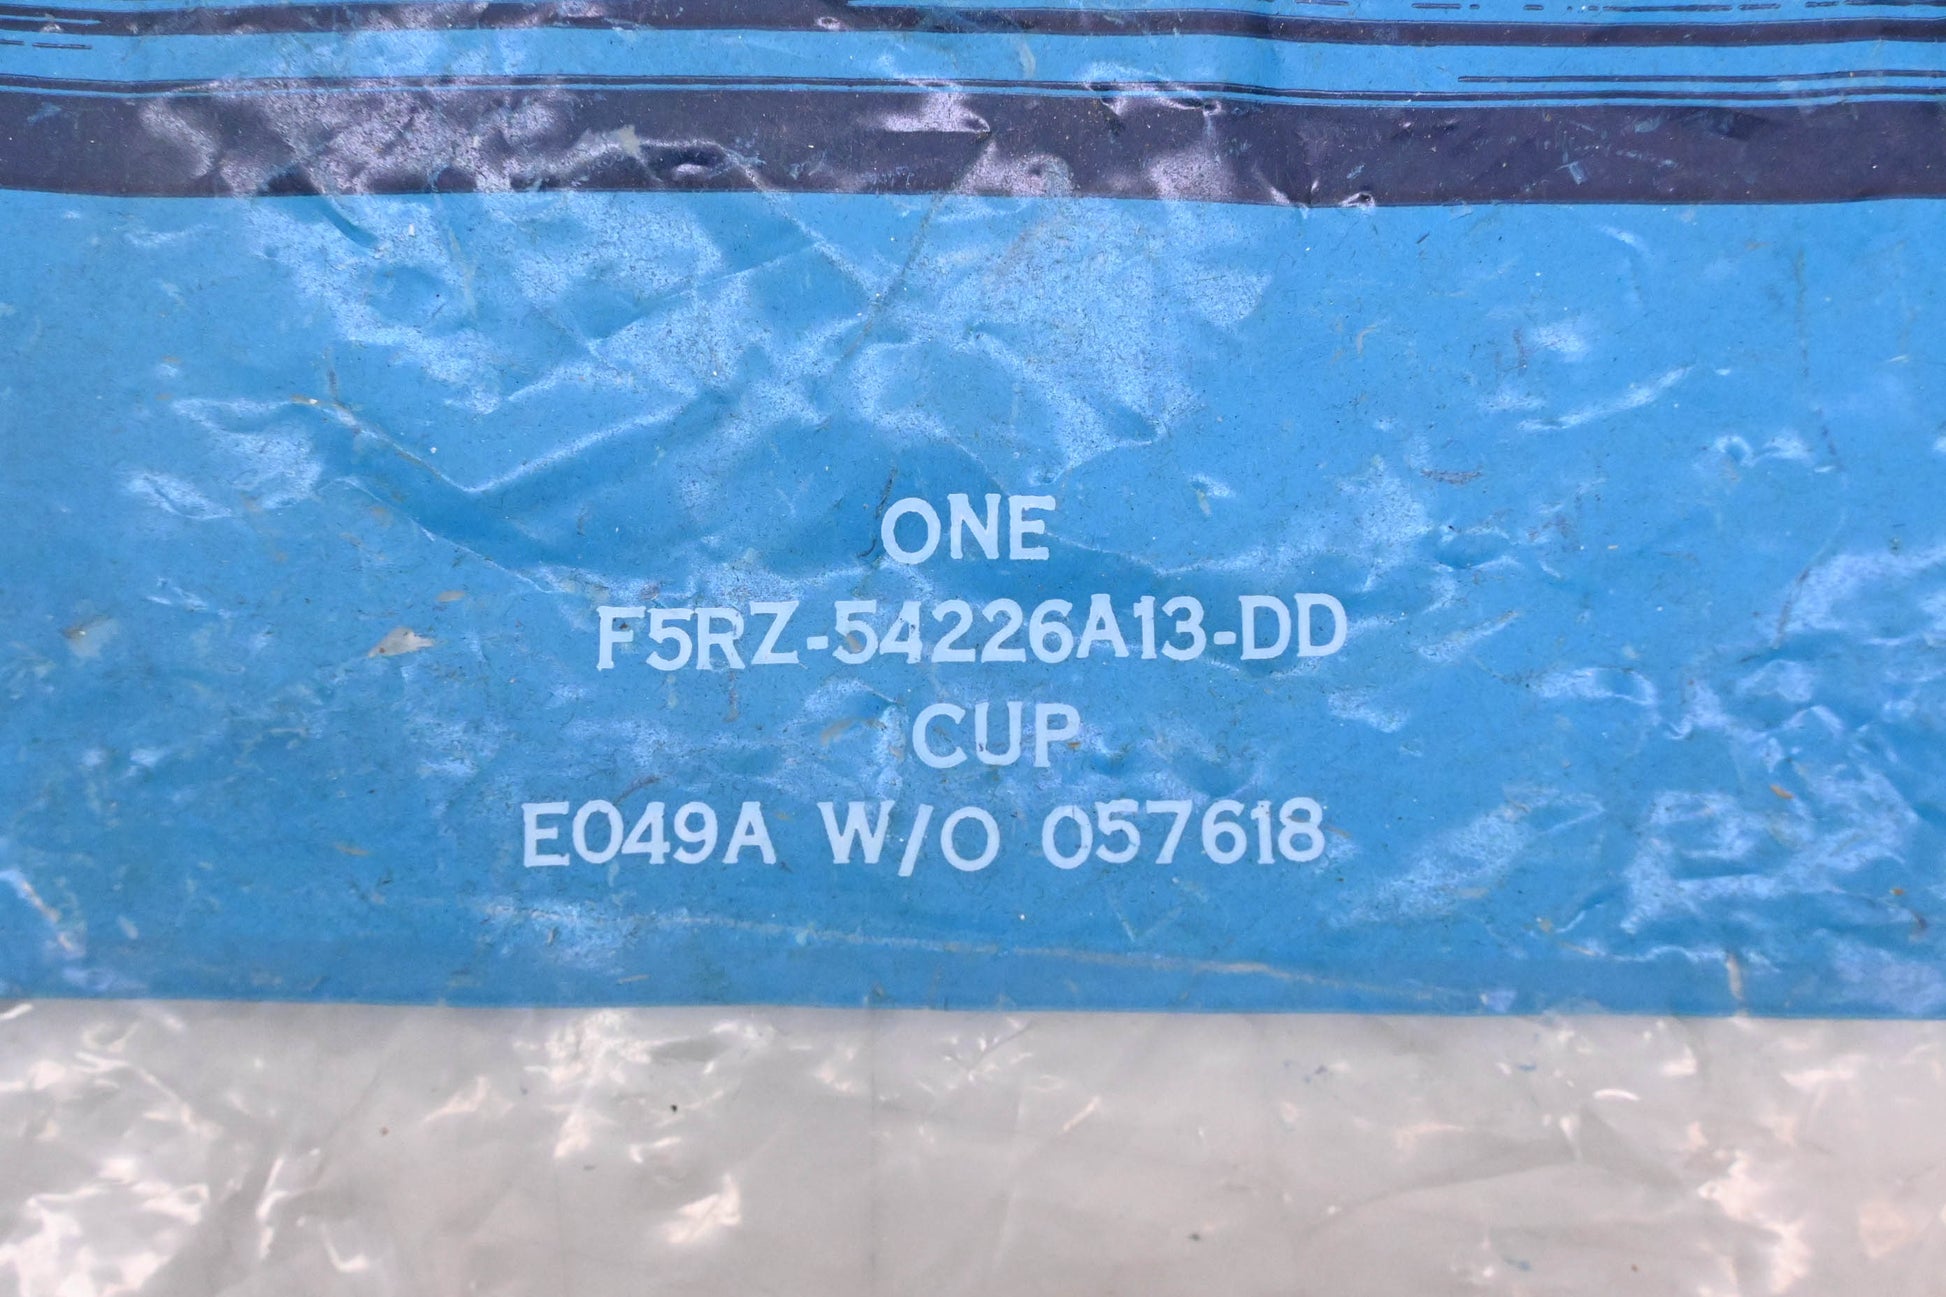 ONE
F5RZ-54226A13-DD
CUP
E049A W/O 057618